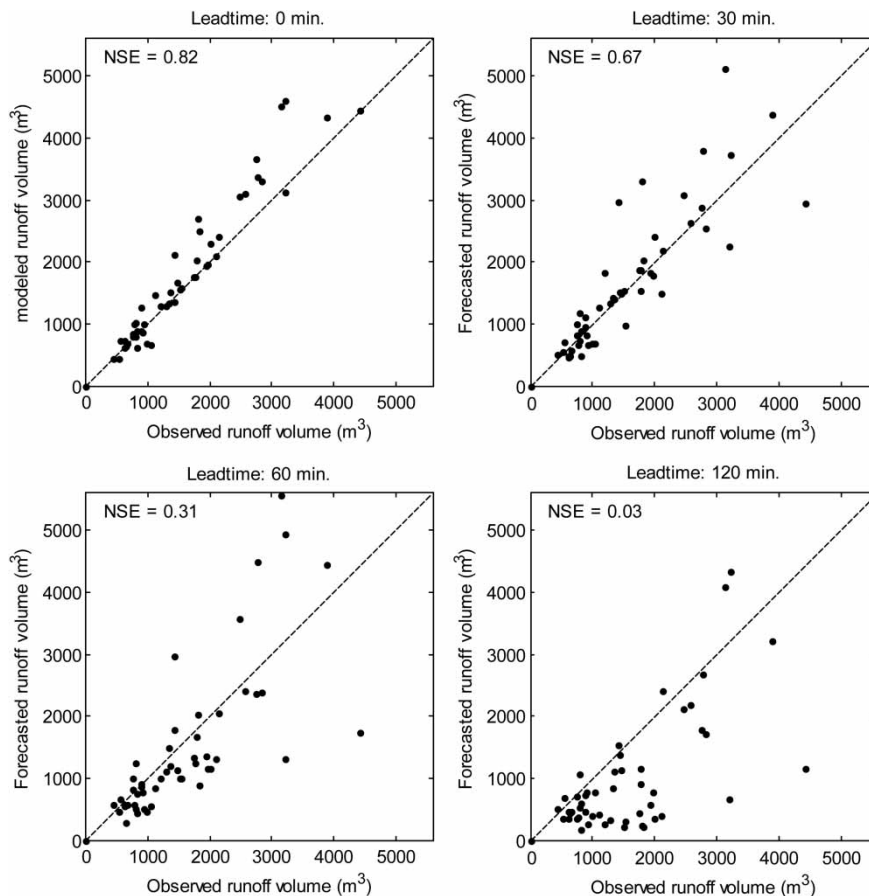 Leadtime: 0 min.
NSE = 0.82
5000
4000
3000
2000
1000
0
modeled runoff volume (m³)
0 1000 2000 3000 4000 5000
Observed runoff volume (m³)
Leadtime: 30 min.
NSE = 0.67
5000
4000
3000
2000
1000
0
Forecasted runoff volume (m³)
0 1000 2000 3000 4000 5000
Observed runoff volume (m³)
Leadtime: 60 min.
NSE = 0.31
5000
4000
3000
2000
1000
0
Forecasted runoff volume (m³)
0 1000 2000 3000 4000 5000
Observed runoff volume (m³)
Leadtime: 120 min.
NSE = 0.03
5000
4000
3000
2000
1000
0
Forecasted runoff volume (m³)
0 1000 2000 3000 4000 5000
Observed runoff volume (m³)